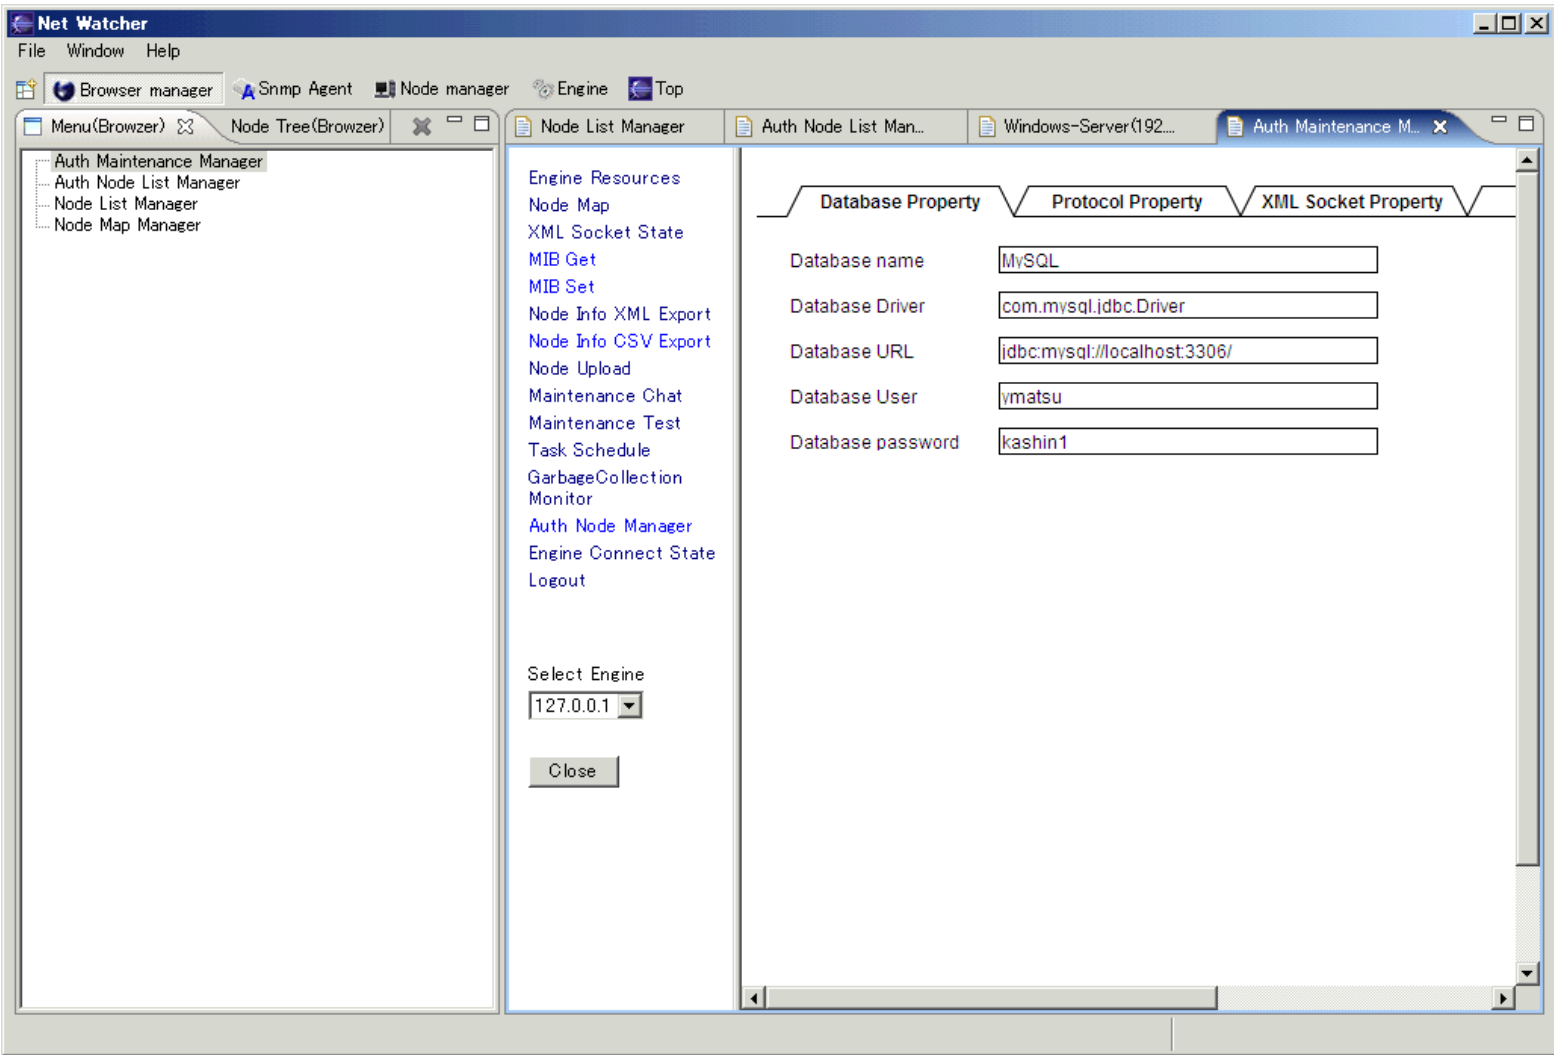 Net Watcher
File Window Help
Browser manager Snmp Agent Node manager Engine Top
Menu(Browzer) Node Tree(Browzer)
Auth Maintenance Manager
Auth Node List Manager
Node List Manager
Node Map Manager
Node List Manager Auth Node List Man... Windows-Server(192... Auth Maintenance M...
Engine Resources
Node Map
XML Socket State
MIB Get
MIB Set
Node Info XML Export
Node Info CSV Export
Node Upload
Maintenance Chat
Maintenance Test
Task Schedule
GarbageCollection
Monitor
Auth Node Manager
Engine Connect State
Logout
Select Engine
127.0.0.1
Close
Database Property Protocol Property XML Socket Property
Database name MySQL
Database Driver com.mysql.jdbc.Driver
Database URL jdbc:mysql://localhost:3306/
Database User ymatsu
Database password kashin1